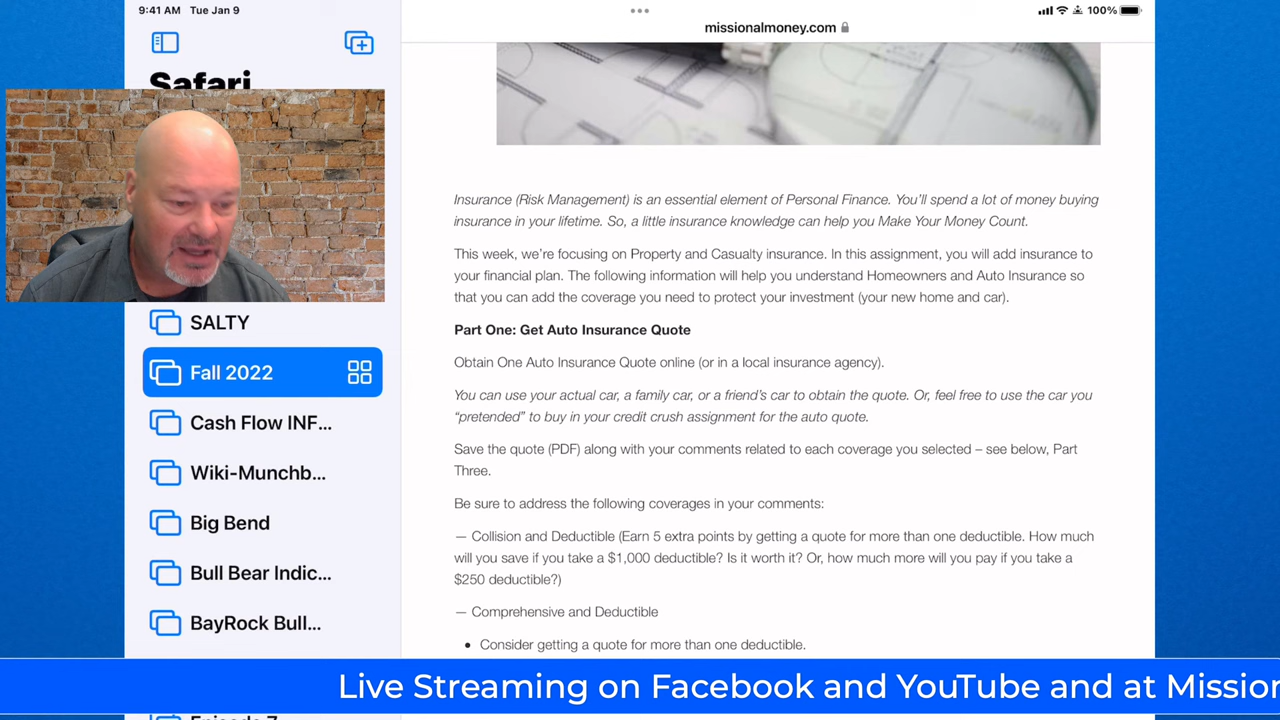 9:41 AM Tue Jan 9
100%
missionalmoney.com
Safari
SALTY
Fall 2022
Cash Flow INF...
Wiki-Munchb...
Big Bend
Bull Bear Indic...
BayRock Bull...
Episode 7
Insurance (Risk Management) is an essential element of Personal Finance. You'll spend a lot of money buying
insurance in your lifetime. So, a little insurance knowledge can help you Make Your Money Count.
This week, we're focusing on Property and Casualty insurance. In this assignment, you will add insurance to
your financial plan. The following information will help you understand Homeowners and Auto Insurance so
that you can add the coverage you need to protect your investment (your new home and car).
Part One: Get Auto Insurance Quote
Obtain One Auto Insurance Quote online (or in a local insurance agency).
You can use your actual car, a family car, or a friend's car to obtain the quote. Or, feel free to use the car you
“pretended” to buy in your credit crush assignment for the auto quote.
Save the quote (PDF) along with your comments related to each coverage you selected – see below, Part
Three.
Be sure to address the following coverages in your comments:
— Collision and Deductible (Earn 5 extra points by getting a quote for more than one deductible. How much
will you save if you take a $1,000 deductible? Is it worth it? Or, how much more will you pay if you take a
$250 deductible?)
— Comprehensive and Deductible
• Consider getting a quote for more than one deductible.
Live Streaming on Facebook and YouTube and at Mission